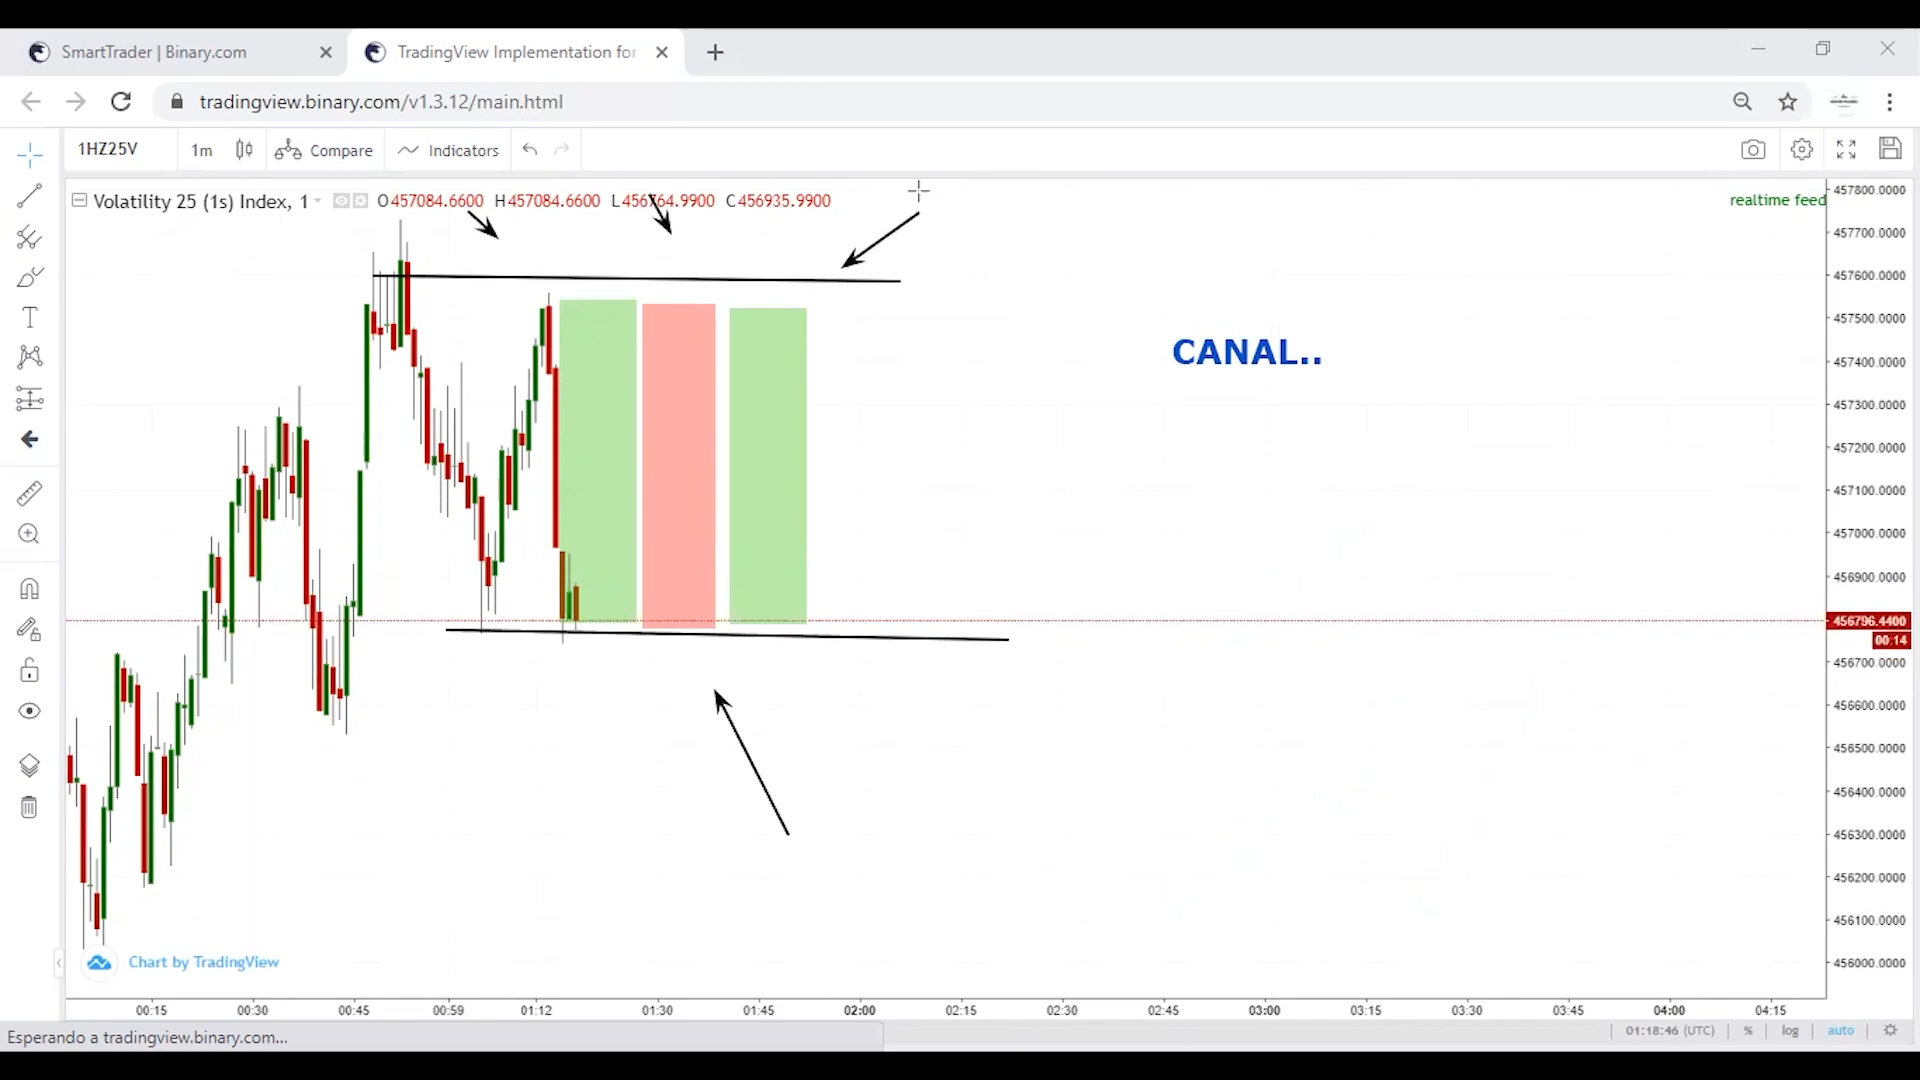 SmartTrader | Binary.com
TradingView Implementation for
tradingview.binary.com/v1.3.12/main.html
1HZ25V
1m
Compare
Indicators
Volatility 25 (1s) Index, 1
O457084.6600 H457084.6600 L456764.9900 C456935.9900
realtime feed
CANAL..
457800.0000
457700.0000
457600.0000
457500.0000
457400.0000
457300.0000
457200.0000
457100.0000
457000.0000
456900.0000
456796.4400
00:14
456700.0000
456600.0000
456500.0000
456400.0000
456300.0000
456200.0000
456100.0000
456000.0000
Chart by TradingView
00:15 00:30 00:45 00:59 01:12 01:30 01:45 02:00 02:15 02:30 02:45 03:00 03:15 03:30 03:45 04:00 04:15
Esperando a tradingview.binary.com...
01:18:46 (UTC) % log auto